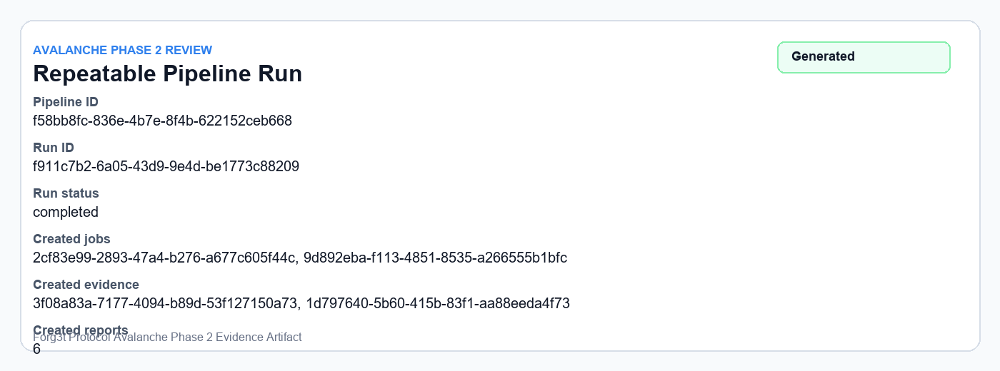 AVALANCHE PHASE 2 REVIEW
Generated
Repeatable Pipeline Run
Pipeline ID
f58bb8fc-836e-4b7e-8f4b-622152ceb668
Run ID
f911c7b2-6a05-43d9-9e4d-be1773c88209
Run status
completed
Created jobs
2cf83e99-2893-47a4-b276-a677c605f44c, 9d892eba-f113-4851-8535-a266555b1bfc
Created evidence
3f08a83a-7177-4094-b89d-53f127150a73, 1d797640-5b60-415b-83f1-aa88eeda4f73
Created reports
Forg3t Protocol Avalanche Phase 2 Evidence Artifact
6